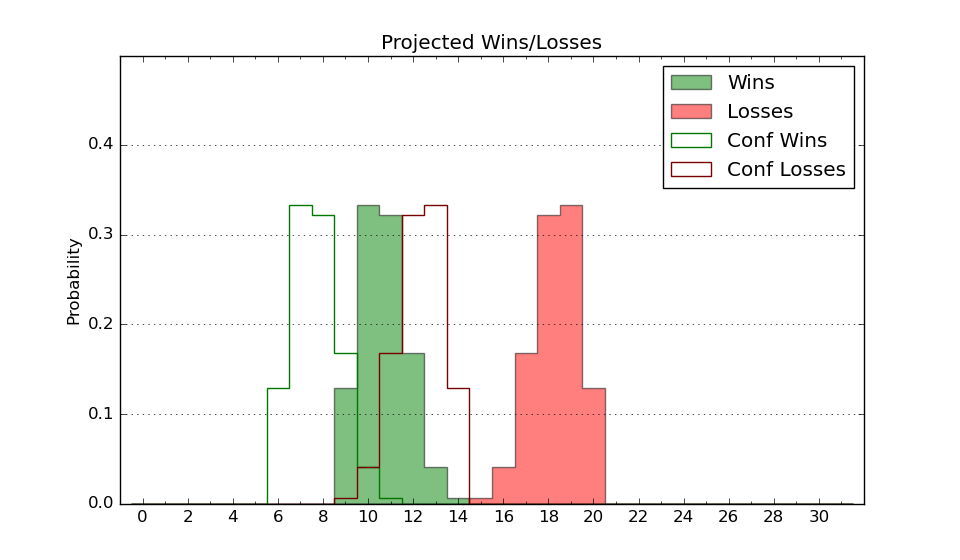 Projected Wins/Losses
Wins
Losses
Conf Wins
Conf Losses
Probability
0.4
0.3
0.2
0.1
0.0
0 2 4 6 8 10 12 14 16 18 20 22 24 26 28 30